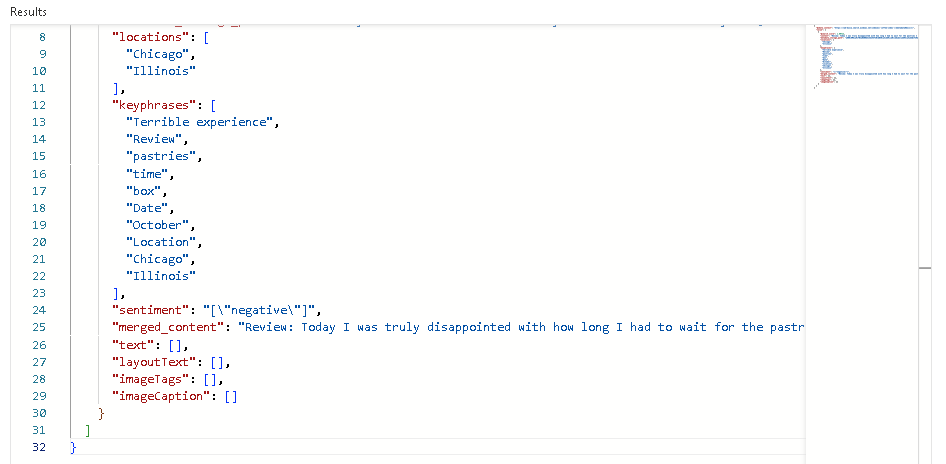 Results
8 "locations": [
9 "Chicago",
10 "Illinois"
11 ],
12 "keyphrases": [
13 "Terrible experience",
14 "Review",
15 "pastries",
16 "time",
17 "box",
18 "Date",
19 "October",
20 "Location",
21 "Chicago",
22 "Illinois"
23 ],
24 "sentiment": "[\"negative\"]",
25 "merged_content": "Review: Today I was truly disappointed with how long I had to wait for the pastr
26 "text": [],
27 "layoutText": [],
28 "imageTags": [],
29 "imageCaption": []
30 }
31 ]
32 }